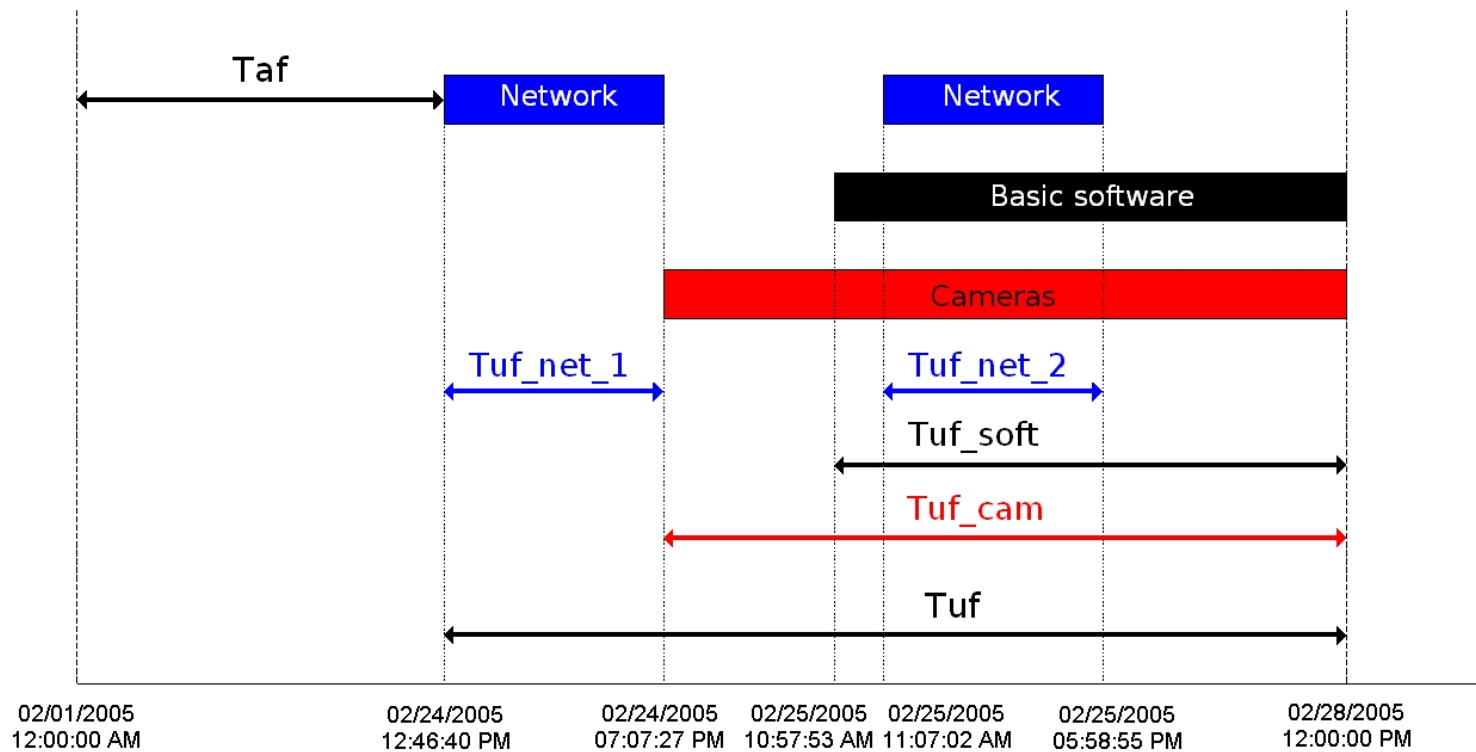 Taf
Network
Network
Basic software
Cameras
Tuf_net_1
Tuf_net_2
Tuf_soft
Tuf_cam
Tuf
02/01/2005
12:00:00 AM
02/24/2005
12:46:40 PM
02/24/2005
07:07:27 PM
02/25/2005
10:57:53 AM
02/25/2005
11:07:02 AM
02/25/2005
05:58:55 PM
02/28/2005
12:00:00 PM